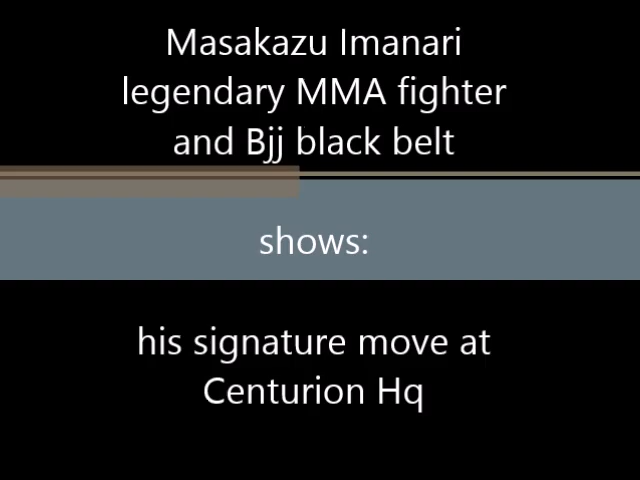 Masakazu Imanari
legendary MMA fighter
and Bjj black belt
shows:
his signature move at
Centurion Hq